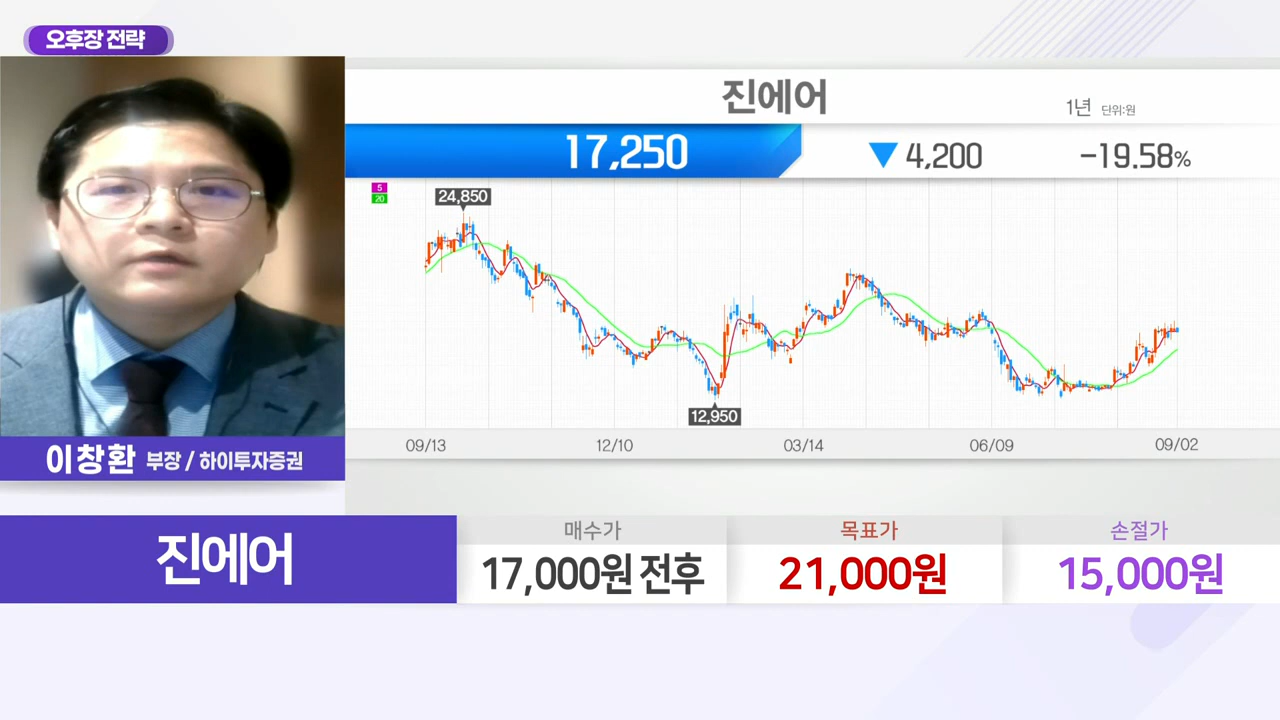 오후장 전략
진에어
1년 단위:원
17,250 ▼4,200 -19.58%
5
20
24,850
12,950
09/13 12/10 03/14 06/09 09/02
이창환 부장 / 하이투자증권
진에어
매수가 목표가 손절가
17,000원 전후 21,000원 15,000원